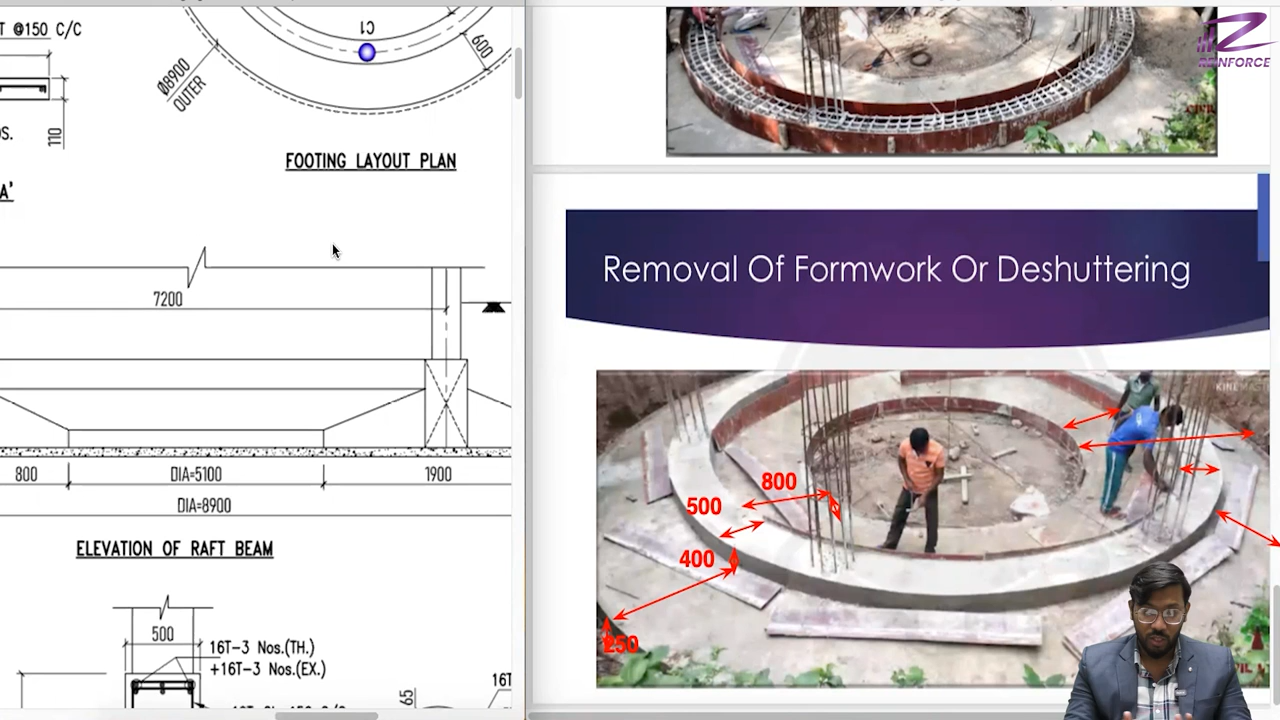 T @150 C/C
OS.
110
A'
Ø8900
OUTER
C1
600
FOOTING LAYOUT PLAN
7200
800
DIA=5100
1900
DIA=8900
ELEVATION OF RAFT BEAM
500
16T-3 Nos.(TH.)
+16T-3 Nos.(EX.)
65
16T
REINFORCE
Removal Of Formwork Or Deshuttering
KINEMAST
800
500
400
250